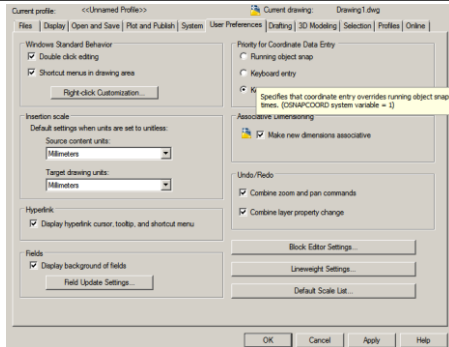 Current profile: <<Unnamed Profile>> Current drawing: Drawing1.dwg
Files Display Open and Save Plot and Publish System User Preferences Drafting 3D Modeling Selection Profiles Online
Windows Standard Behavior
Double click editing
Shortcut menus in drawing area
Right-click Customization...
Insertion scale
Default settings when units are set to unitless:
Source content units:
Millimeters
Target drawing units:
Millimeters
Hyperlink
Display hyperlink cursor, tooltip, and shortcut menu
Fields
Display background of fields
Field Update Settings...
Priority for Coordinate Data Entry
Running object snap
Keyboard entry
Specifies that coordinate entry overrides running object snap
times. (OSNAPCOORD system variable = 1)
Associative Dimensioning
Make new dimensions associative
Undo/Redo
Combine zoom and pan commands
Combine layer property change
Block Editor Settings...
Lineweight Settings...
Default Scale List...
OK Cancel Apply Help